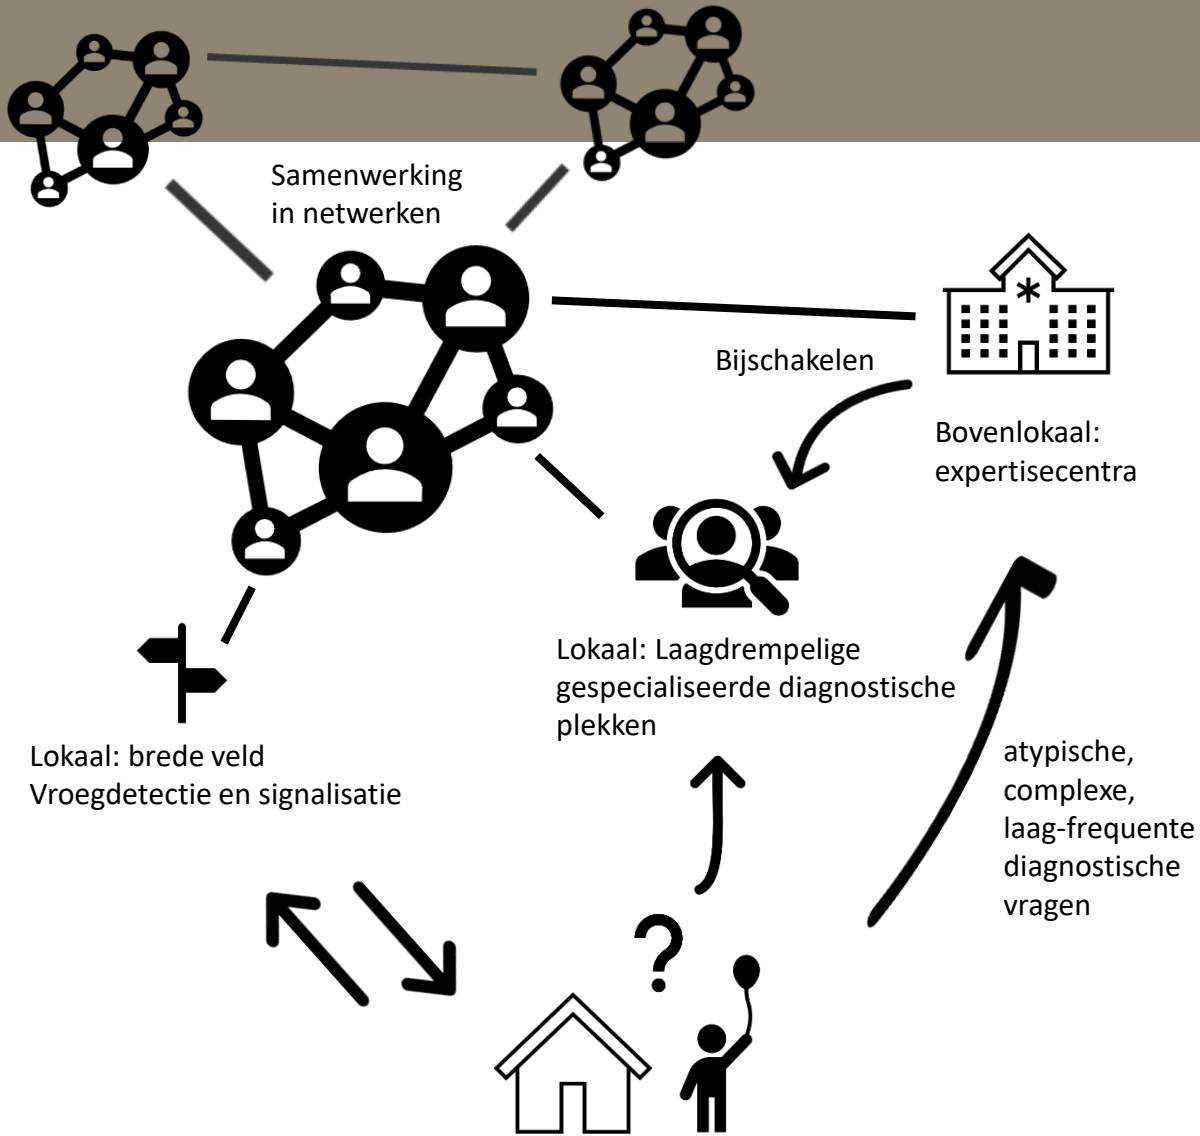 Samenwerking
in netwerken
Bijschakelen
Bovenlokaal:
expertisecentra
Lokaal: Laagdrempelige
gespecialiseerde diagnostische
plekken
Lokaal: brede veld
Vroegdetectie en signalisatie
atypische,
complexe,
laag-frequente
diagnostische
vragen
?